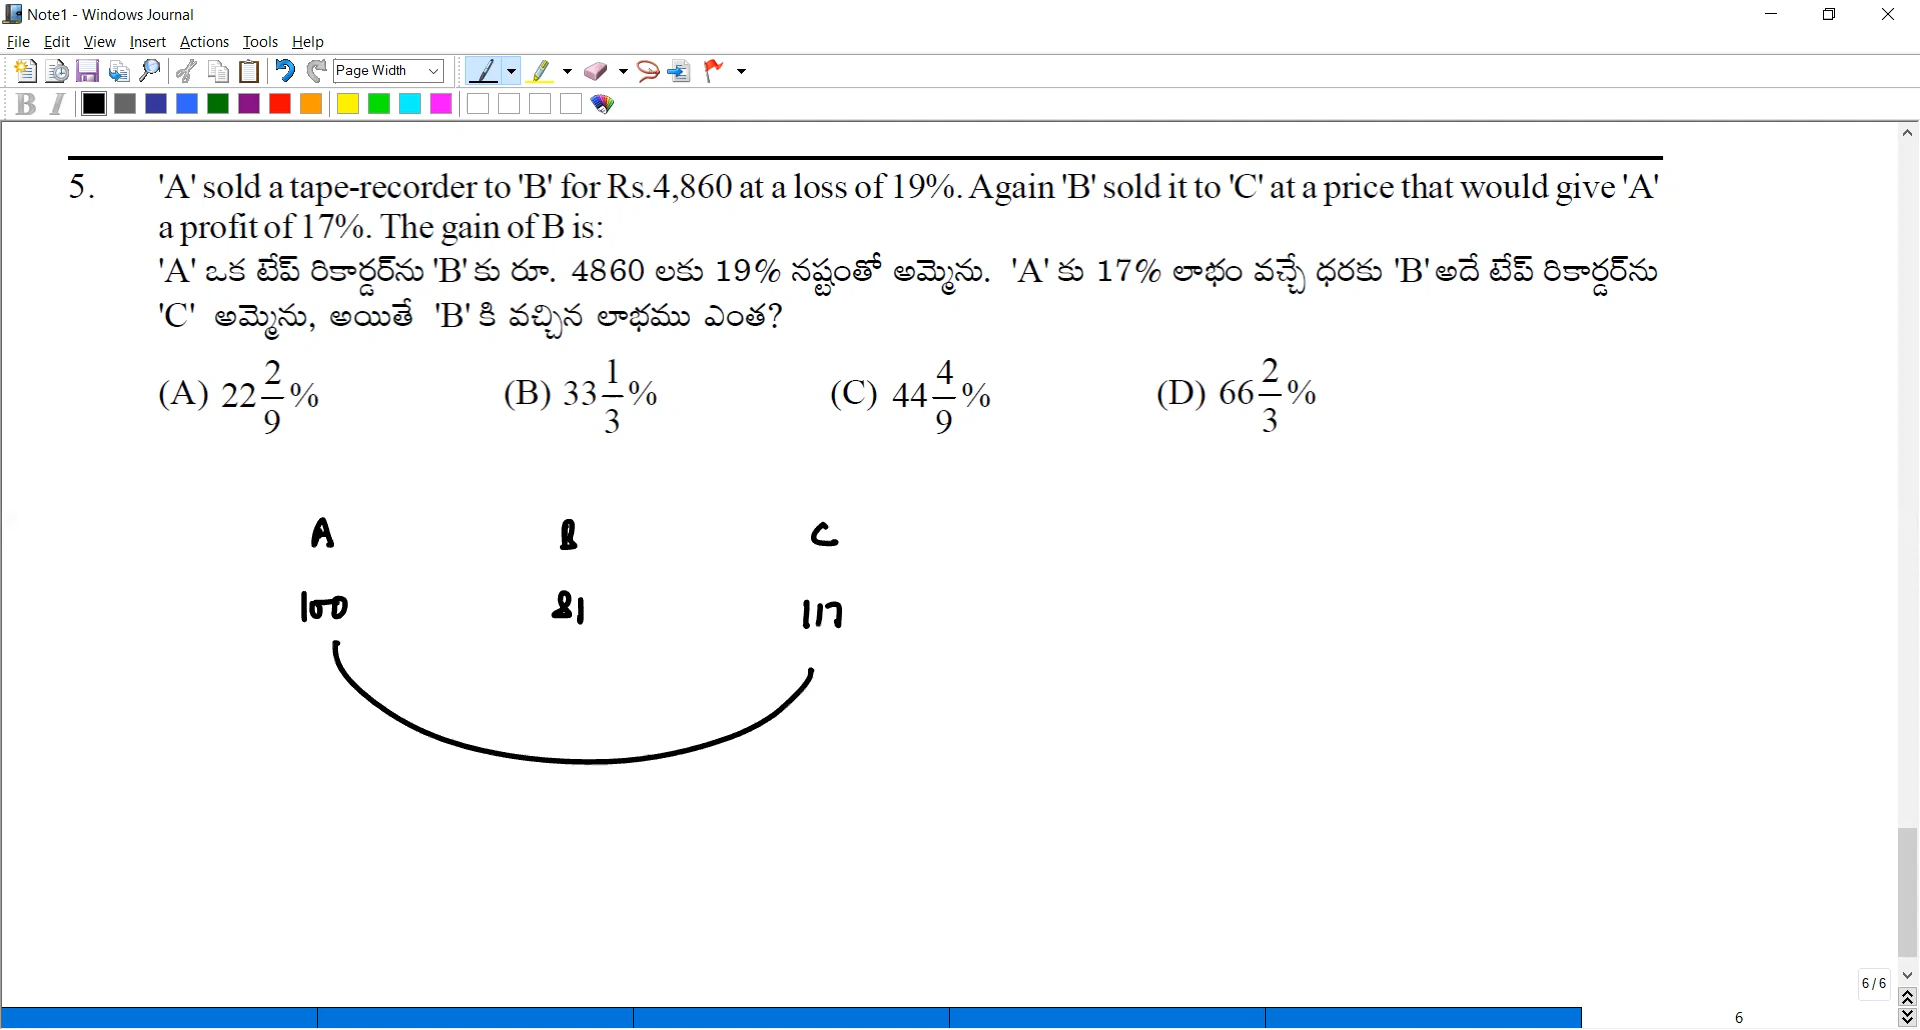 Note1 - Windows Journal
File Edit View Insert Actions Tools Help
Page Width
B I
5. 'A' sold a tape-recorder to 'B' for Rs.4,860 at a loss of 19%. Again 'B' sold it to 'C' at a price that would give 'A'
a profit of 17%. The gain of B is:
'A' ఒక టేప్ రికార్డర్‌ను 'B' కు రూ. 4860 లకు 19% నష్టంతో అమ్మెను. 'A' కు 17% లాభం వచ్చే ధరకు 'B' అదే టేప్ రికార్డర్‌ను
'C' అమ్మెను, అయితే 'B' కి వచ్చిన లాభము ఎంత?
(A) 22 2/9 % (B) 33 1/3 % (C) 44 4/9 % (D) 66 2/3 %
A B C
100 81 117
6 / 6
6